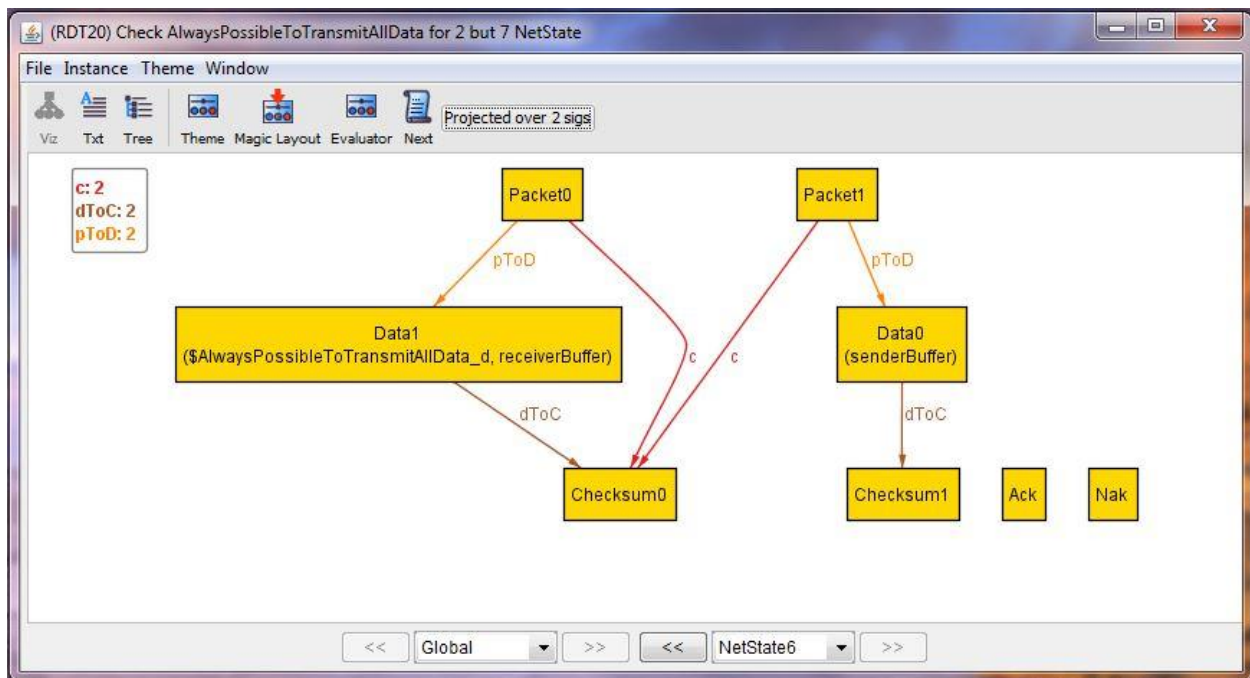 (RDT20) Check AlwaysPossibleToTransmitAllData for 2 but 7 NetState
File Instance Theme Window
Viz Txt Tree Theme Magic Layout Evaluator Next Projected over 2 sigs
c: 2
dToC: 2
pToD: 2
Packet0 Packet1
pToD pToD
Data1
($AlwaysPossibleToTransmitAllData_d, receiverBuffer)
Data0
(senderBuffer)
c c
dToC dToC
Checksum0 Checksum1 Ack Nak
<< Global >> << NetState6 >>